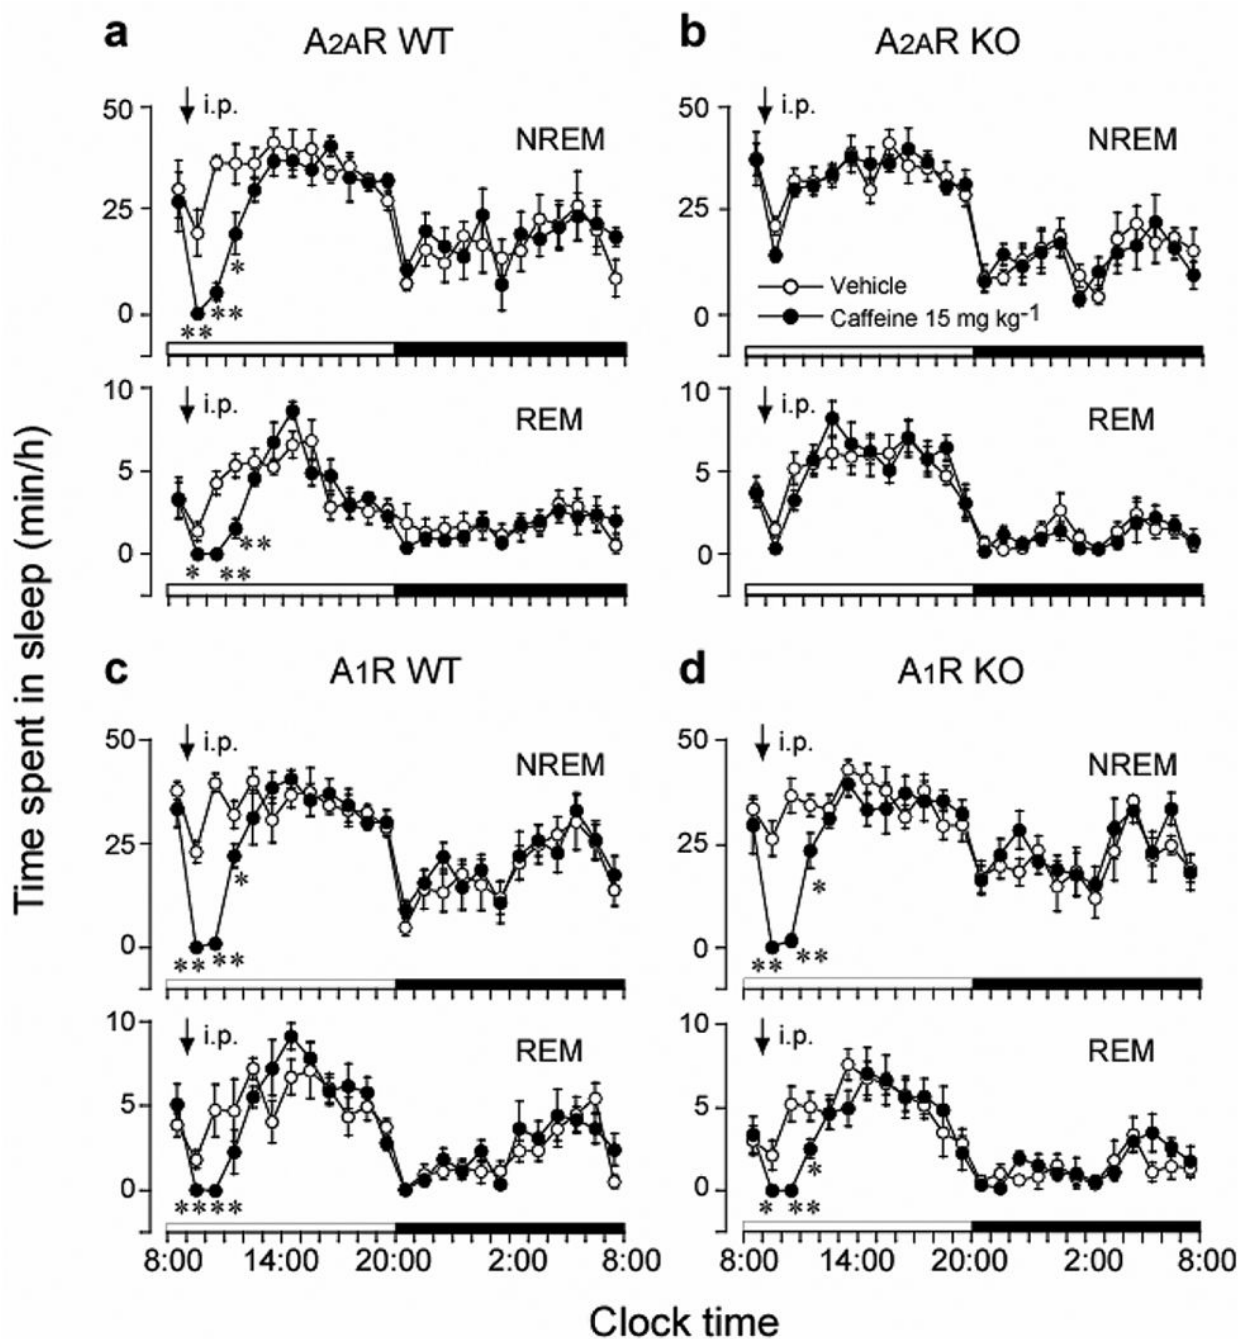 a
A2AR WT
b
A2AR KO
50
i.p.
NREM
25
0
*
**
**
50
i.p.
NREM
25
0
Vehicle
Caffeine 15 mg kg-1
10
i.p.
REM
5
0
**
*
**
10
i.p.
REM
5
0
Time spent in sleep (min/h)
c
A1R WT
d
A1R KO
50
i.p.
NREM
25
0
*
**
**
50
i.p.
NREM
25
0
*
**
**
10
i.p.
REM
5
0
****
10
i.p.
REM
5
0
*
*
**
8:00
14:00
20:00
2:00
8:00
8:00
14:00
20:00
2:00
8:00
Clock time